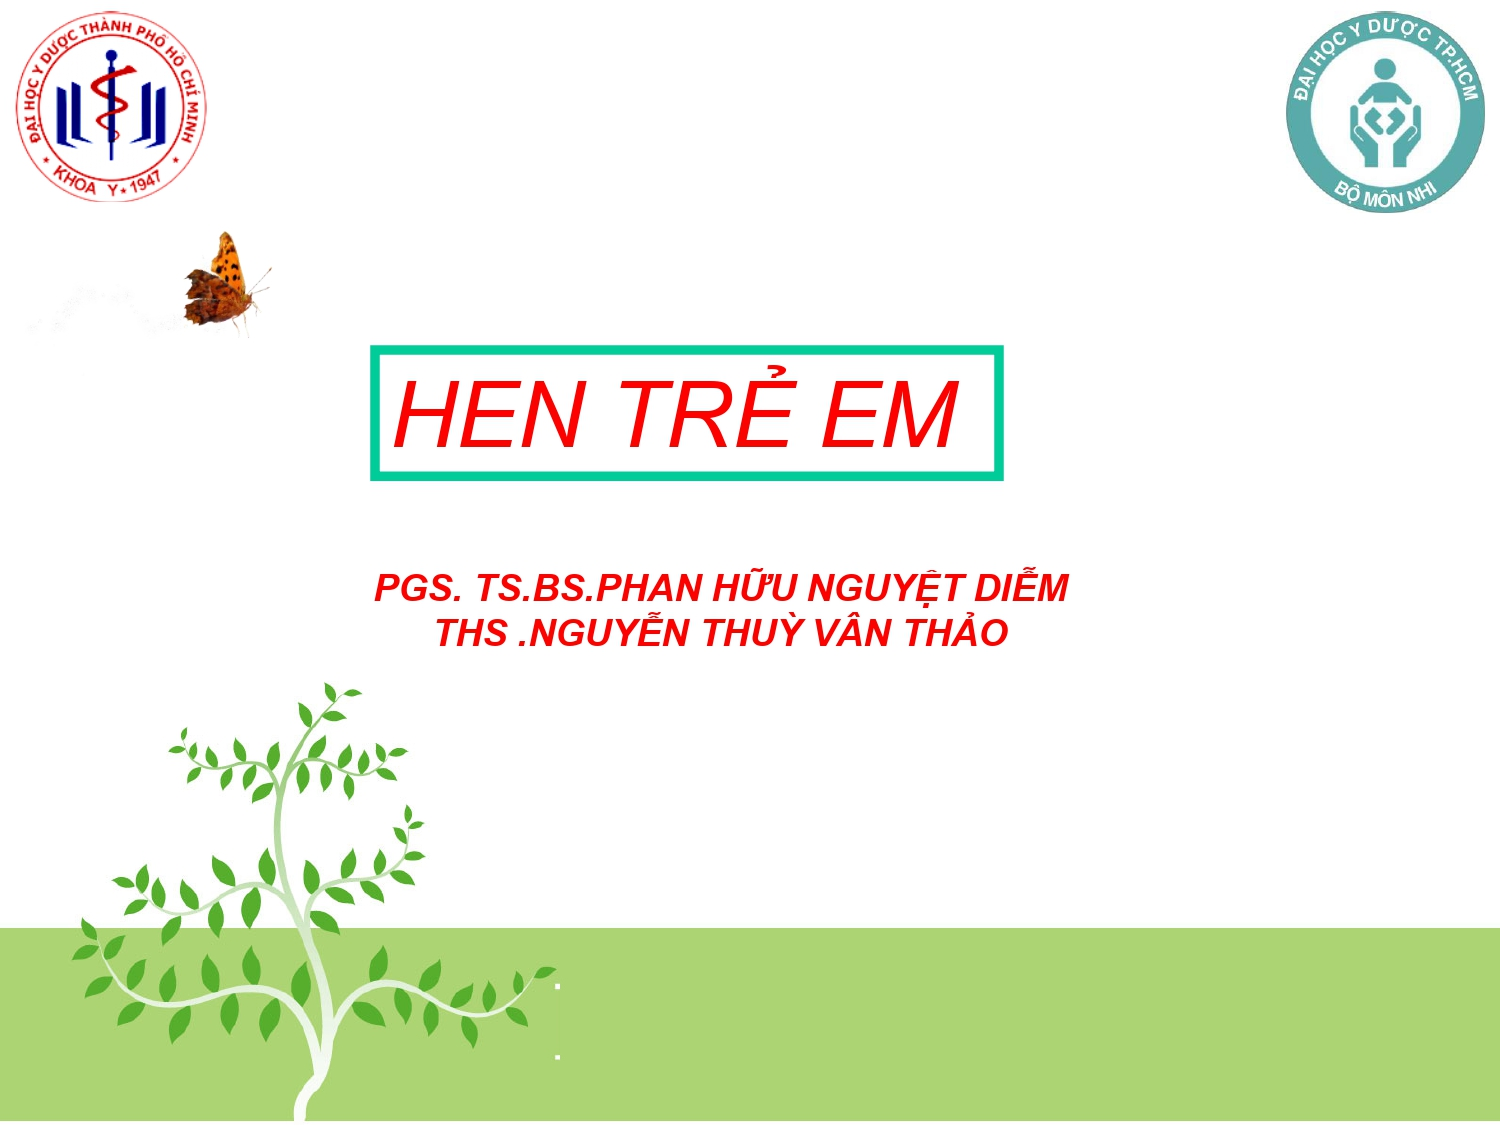 ĐẠI HỌC Y DƯỢC THÀNH PHỐ HỒ CHÍ MINH
KHOA Y ★ 1947
ĐẠI HỌC Y DƯỢC TP.HCM
BỘ MÔN NHI
HEN TRẺ EM
PGS. TS.BS.PHAN HỮU NGUYỆT DIỄM
THS .NGUYỄN THUỲ VÂN THẢO
.
.